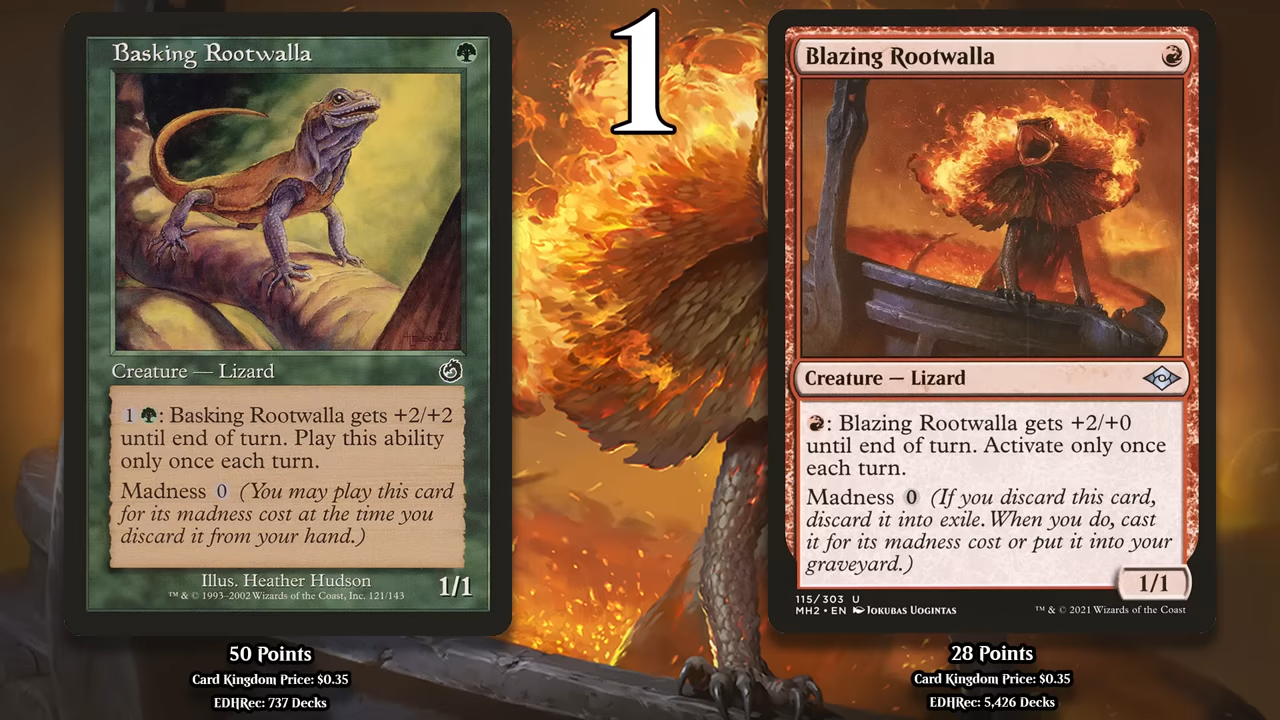 1
Basking Rootwalla
Creature — Lizard
1 : Basking Rootwalla gets +2/+2
until end of turn. Play this ability
only once each turn.
Madness 0 (You may play this card
for its madness cost at the time you
discard it from your hand.)
Illus. Heather Hudson
™ & © 1993–2002 Wizards of the Coast, Inc. 121/143
1/1
50 Points
Card Kingdom Price: $0.35
EDHRec: 737 Decks
Blazing Rootwalla
Creature — Lizard
: Blazing Rootwalla gets +2/+0
until end of turn. Activate only once
each turn.
Madness 0 (If you discard this card,
discard it into exile. When you do, cast
it for its madness cost or put it into your
graveyard.)
1/1
115/303 U
MH2 • EN Jokubas Uogintas
™ & © 2021 Wizards of the Coast
28 Points
Card Kingdom Price: $0.35
EDHRec: 5,426 Decks